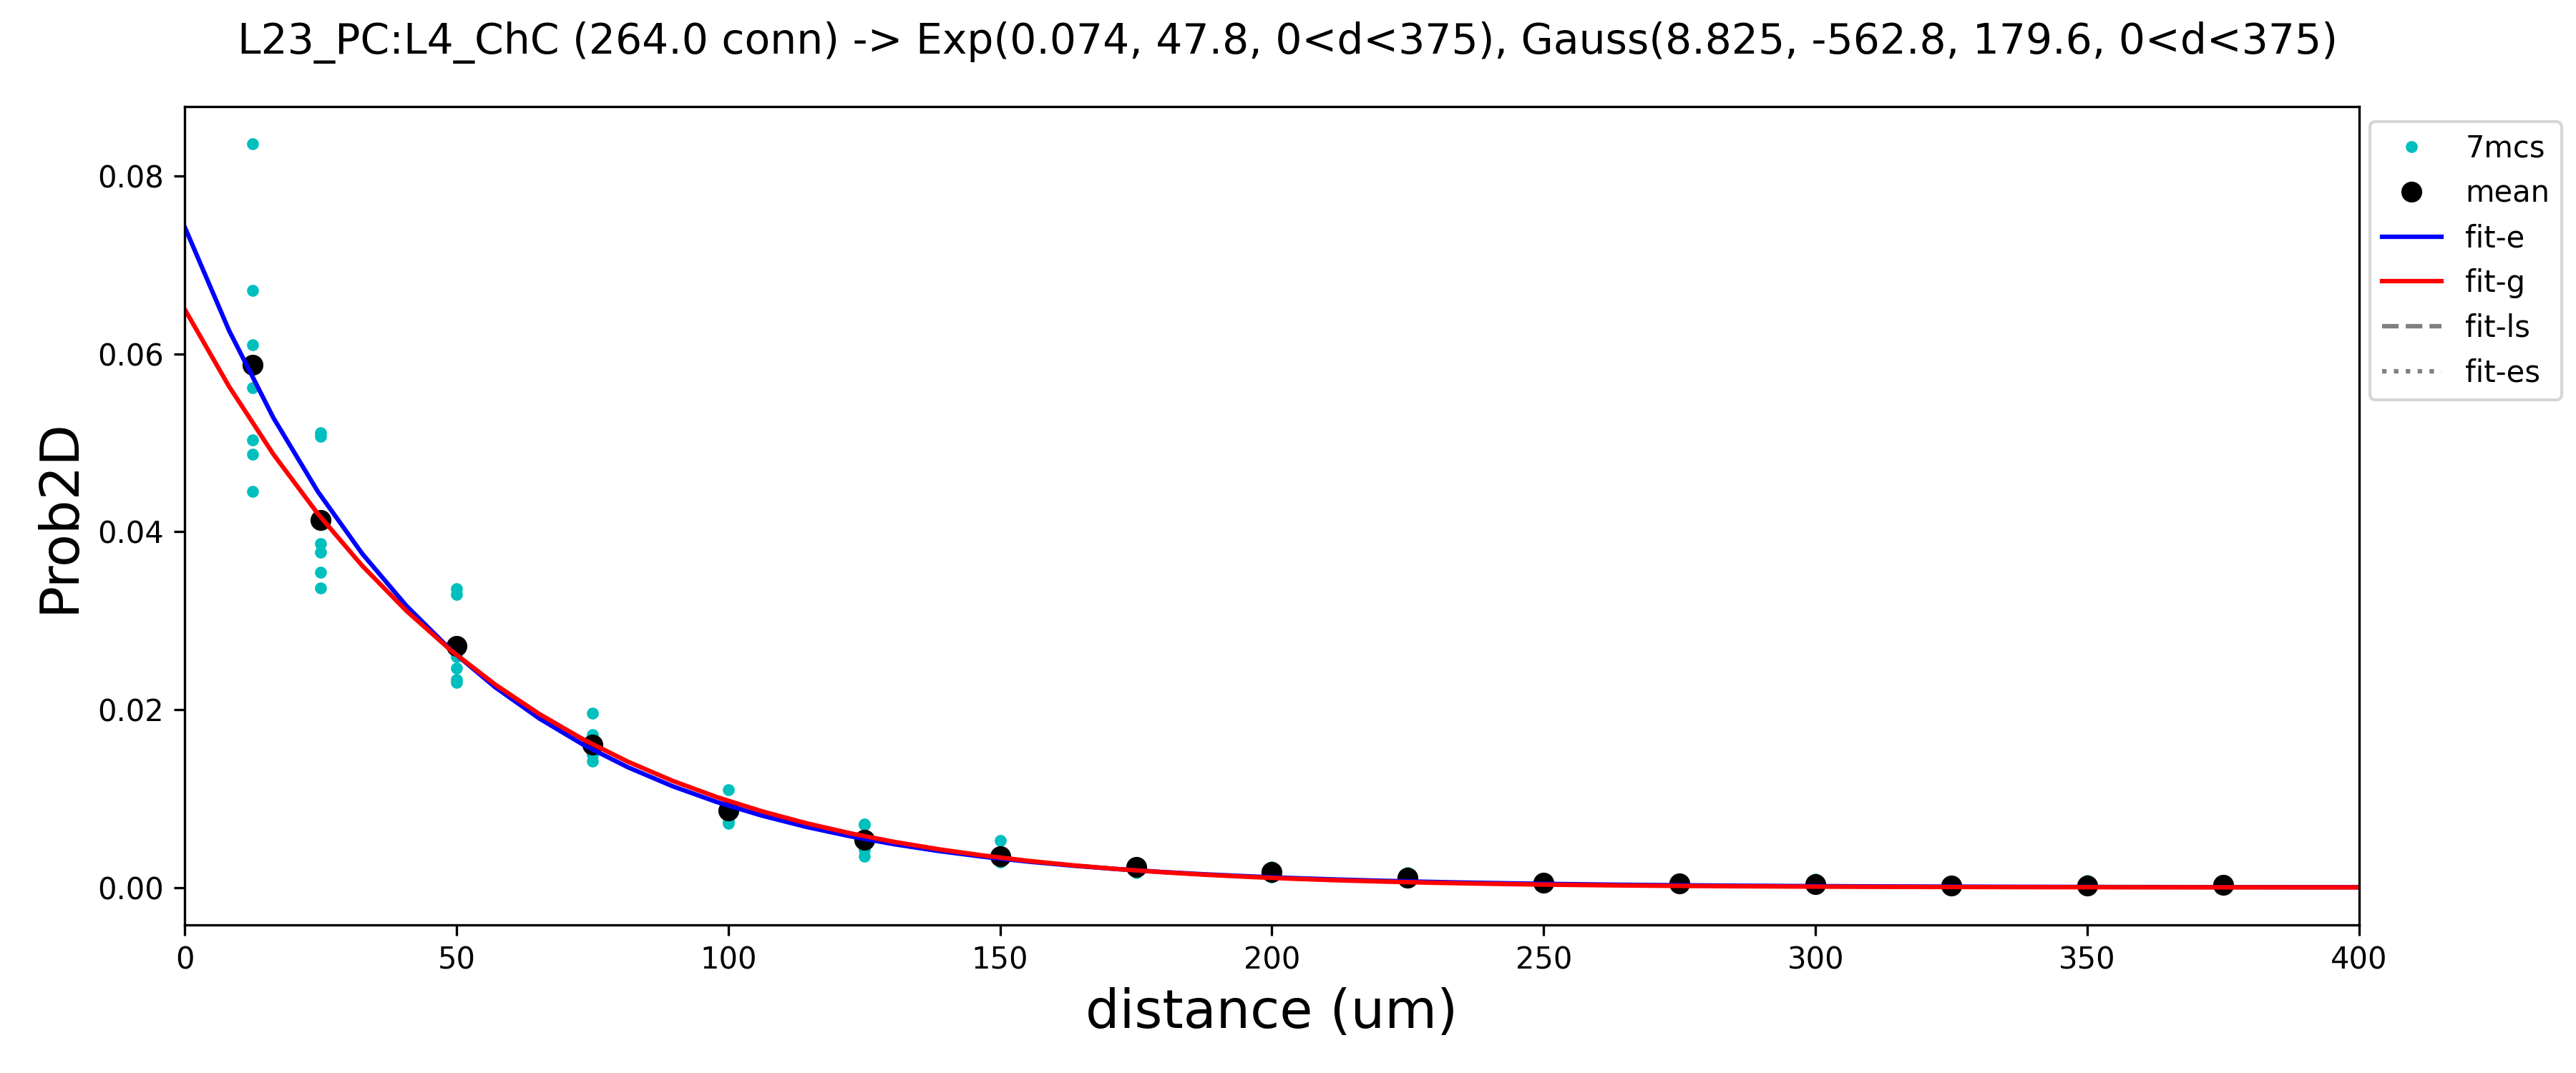 L23_PC:L4_ChC (264.0 conn) -> Exp(0.074, 47.8, 0<d<375), Gauss(8.825, -562.8, 179.6, 0<d<375)
7mcs
mean
fit-e
fit-g
fit-ls
fit-es
Prob2D
0.08
0.06
0.04
0.02
0.00
0 50 100 150 200 250 300 350 400
distance (um)